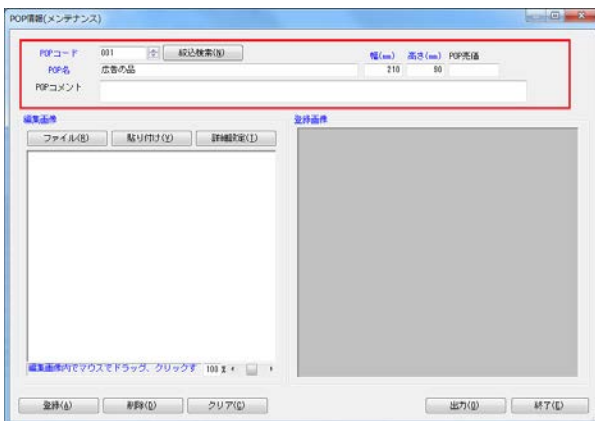 POP情報(メンテナンス)
POPコード 001 絞込検索(N) 幅(mm) 高さ(mm) POP売価
POP名 広告の品 210 90
POPコメント
編集画像 登録画像
ファイル(R) 貼り付け(V) 詳細設定(T)
編集画像内でマウスでドラッグ、クリックす 100 %
登録(A) 削除(D) クリア(C) 出力(O) 終了(E)